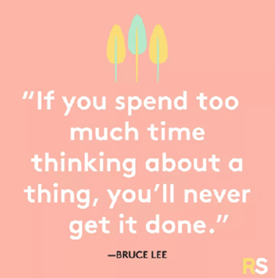 “If you spend too
much time
thinking about a
thing, you’ll never
get it done.”
—BRUCE LEE
RS